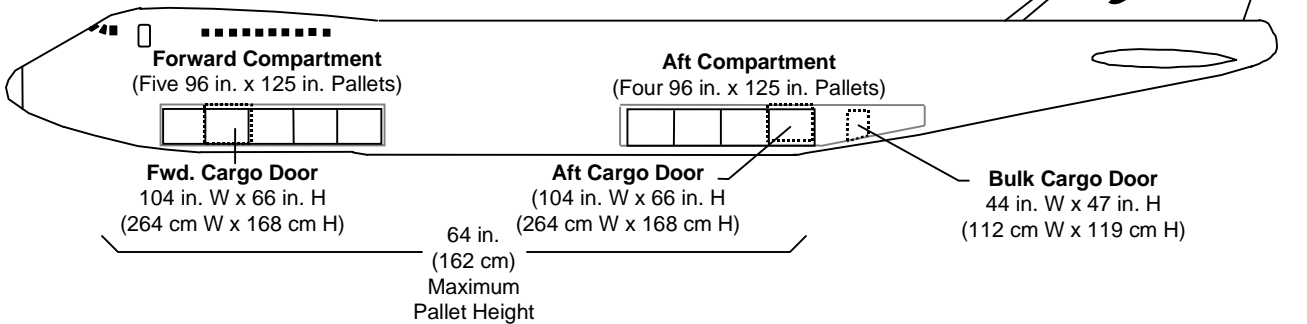 Forward Compartment
(Five 96 in. x 125 in. Pallets)
Aft Compartment
(Four 96 in. x 125 in. Pallets)
Fwd. Cargo Door
104 in. W x 66 in. H
(264 cm W x 168 cm H)
Aft Cargo Door
(104 in. W x 66 in. H
(264 cm W x 168 cm H)
Bulk Cargo Door
44 in. W x 47 in. H
(112 cm W x 119 cm H)
64 in.
(162 cm)
Maximum
Pallet Height